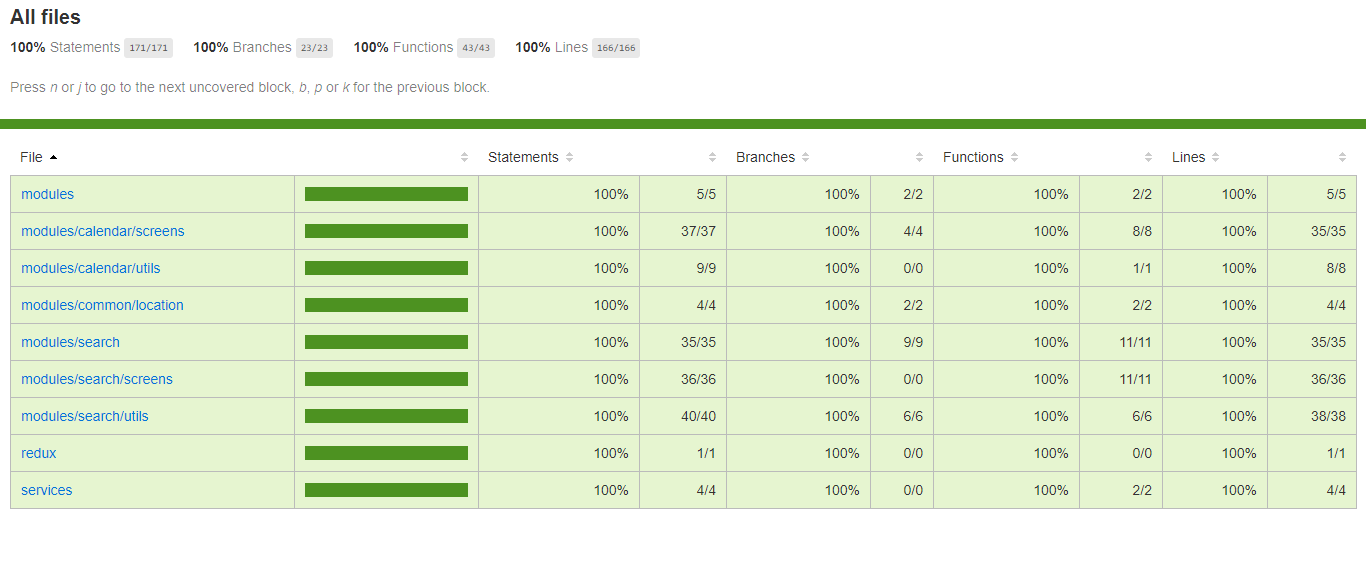 All files
100% Statements 171/171 100% Branches 23/23 100% Functions 43/43 100% Lines 166/166
Press n or j to go to the next uncovered block, b, p or k for the previous block.
File Statements Branches Functions Lines
modules 100% 5/5 100% 2/2 100% 2/2 100% 5/5
modules/calendar/screens 100% 37/37 100% 4/4 100% 8/8 100% 35/35
modules/calendar/utils 100% 9/9 100% 0/0 100% 1/1 100% 8/8
modules/common/location 100% 4/4 100% 2/2 100% 2/2 100% 4/4
modules/search 100% 35/35 100% 9/9 100% 11/11 100% 35/35
modules/search/screens 100% 36/36 100% 0/0 100% 11/11 100% 36/36
modules/search/utils 100% 40/40 100% 6/6 100% 6/6 100% 38/38
redux 100% 1/1 100% 0/0 100% 0/0 100% 1/1
services 100% 4/4 100% 0/0 100% 2/2 100% 4/4